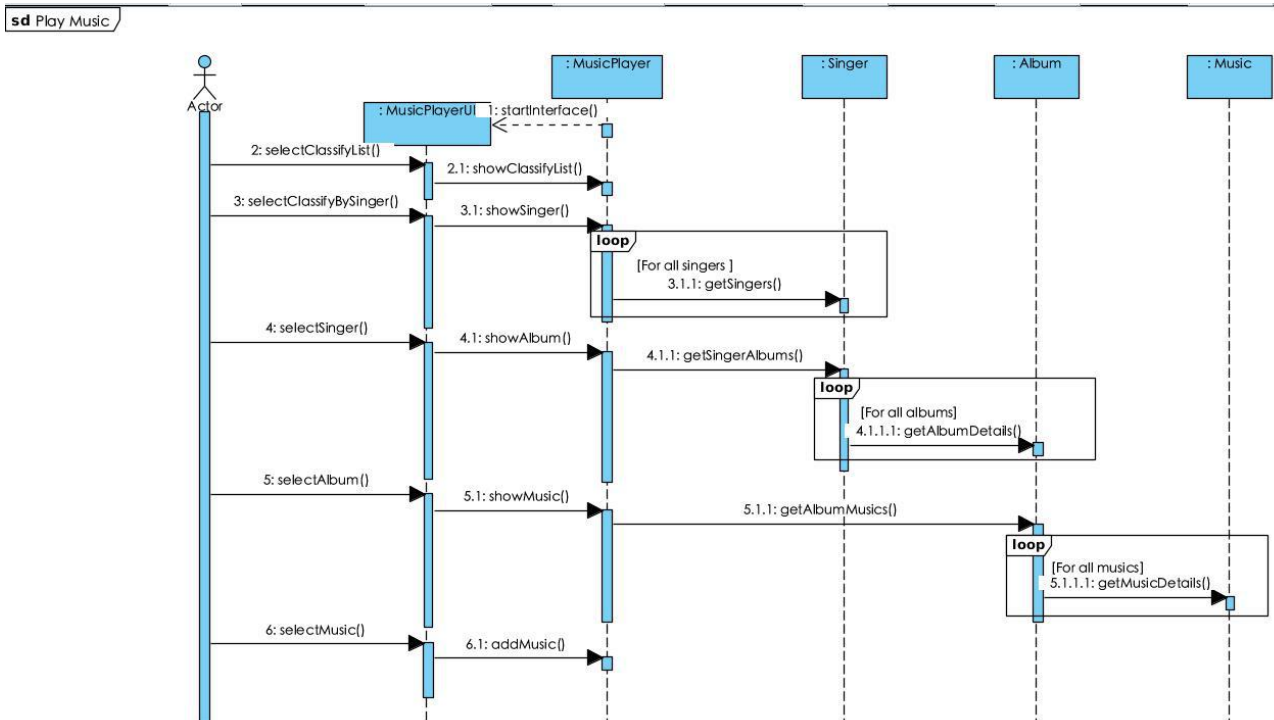 sd Play Music
: MusicPlayer
: Singer
: Album
: Music
Actor
: MusicPlayerUI
1: startInterface()
2: selectClassifyList()
2.1: showClassifyList()
3: selectClassifyBySinger()
3.1: showSinger()
loop
[For all singers ]
3.1.1: getSingers()
4: selectSinger()
4.1: showAlbum()
4.1.1: getSingerAlbums()
loop
[For all albums]
4.1.1.1: getAlbumDetails()
5: selectAlbum()
5.1: showMusic()
5.1.1: getAlbumMusics()
loop
[For all musics]
5.1.1.1: getMusicDetails()
6: selectMusic()
6.1: addMusic()